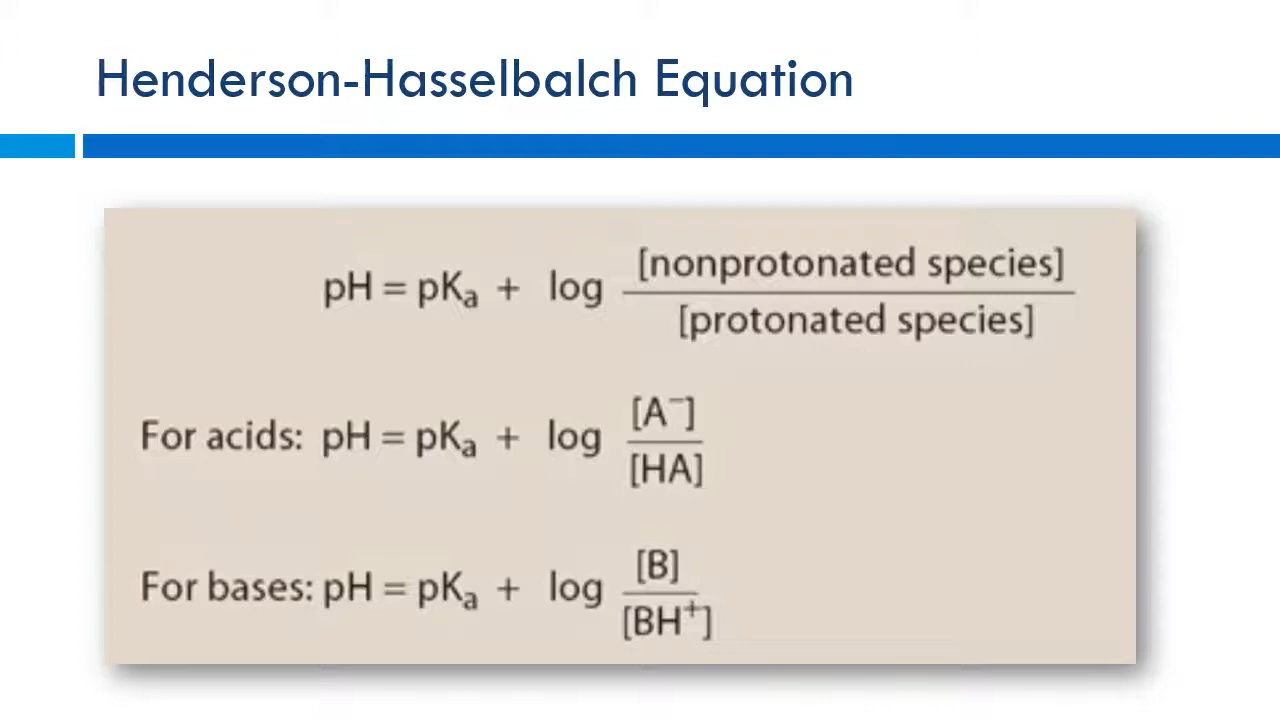 Henderson-Hasselbalch Equation
pH = pKₐ + log [nonprotonated species]
[protonated species]
For acids: pH = pKₐ + log [A⁻]
[HA]
For bases: pH = pKₐ + log [B]
[BH⁺]